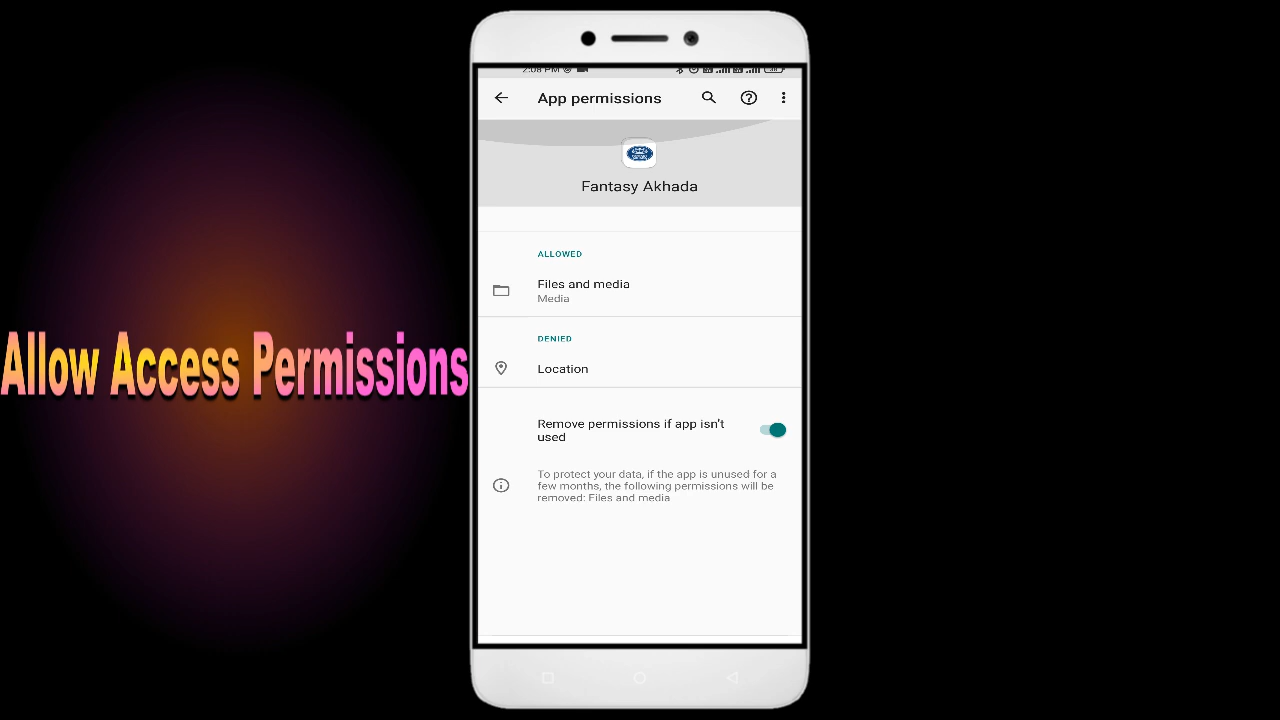 2:08 PM
App permissions
Fantasy Akhada
ALLOWED
Files and media
Media
DENIED
Location
Remove permissions if app isn't
used
To protect your data, if the app is unused for a
few months, the following permissions will be
removed: Files and media
Allow Access Permissions